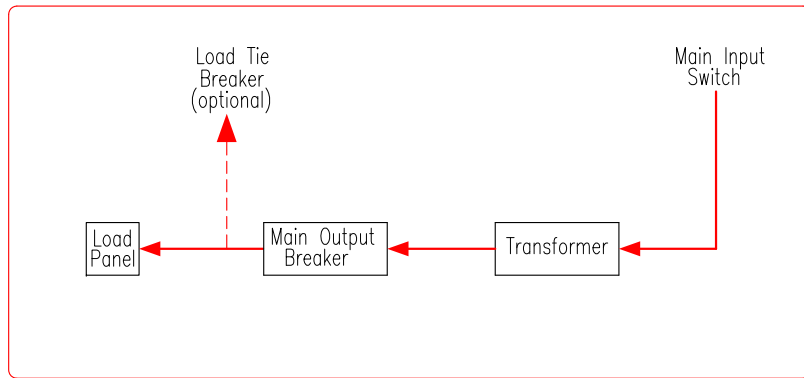 Load Tie
Breaker
(optional)
Main Input
Switch
Load
Panel
Main Output
Breaker
Transformer